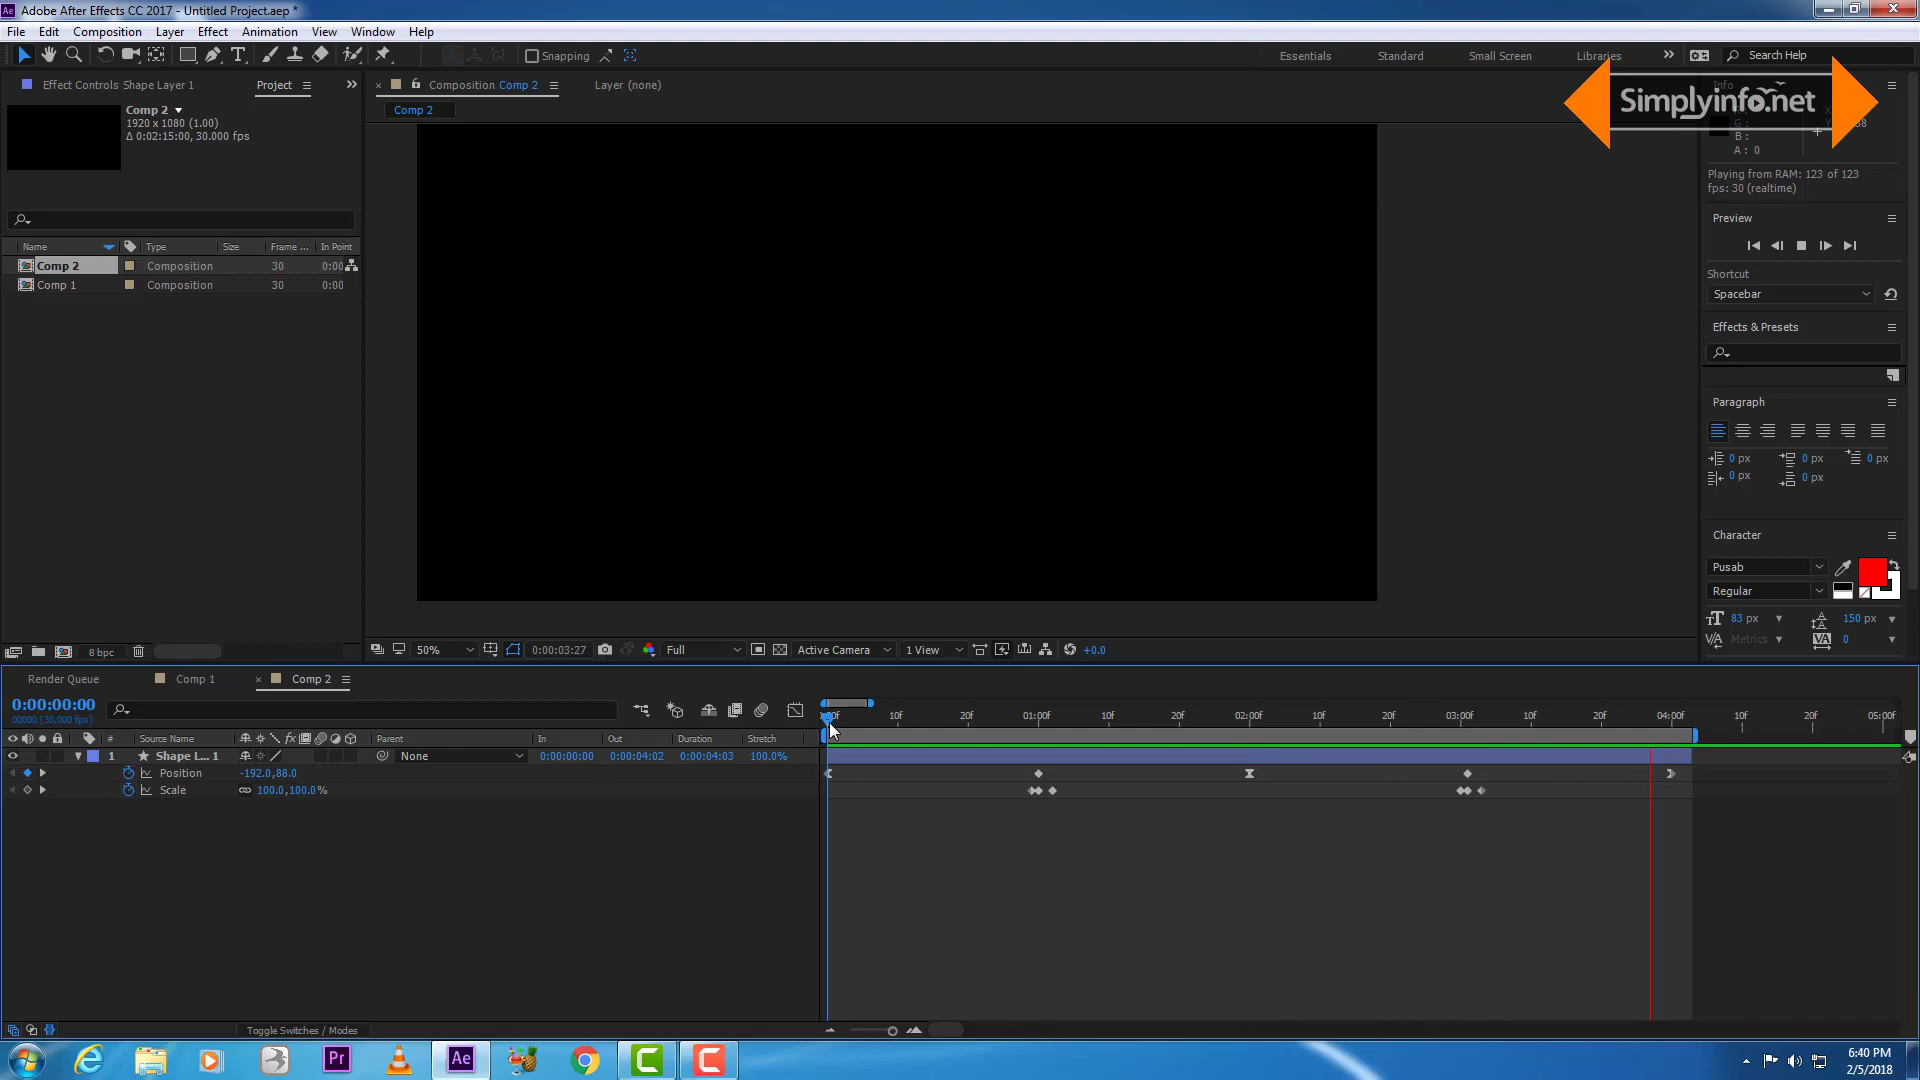 Adobe After Effects CC 2017 - Untitled Project.aep *
File Edit Composition Layer Effect Animation View Window Help
Snapping
Essentials Standard Small Screen Libraries
Search Help
Effect Controls Shape Layer 1 Project
Composition Comp 2 Layer (none)
Info
Simplyinfo.net
Comp 2
1920 x 1080 (1.00)
Δ 0:02:15:00, 30.000 fps
Comp 2
B :
A : 0
Playing from RAM: 123 of 123
fps: 30 (realtime)
Preview
Name Type Size Frame ... In Point
Comp 2 Composition 30 0:00
Comp 1 Composition 30 0:00
Shortcut
Spacebar
Effects & Presets
Paragraph
0 px 0 px 0 px
0 px 0 px
Character
Pusab
Regular
83 px 150 px
Metrics 0
8 bpc
50% 0:00:03:27 Full Active Camera 1 View +0.0
Render Queue Comp 1 Comp 2
0:00:00:00
00000 (30.000 fps)
10f 20f 01:00f 10f 20f 02:00f 10f 20f 03:00f 10f 20f 04:00f 10f 20f 05:00f
# Source Name Parent In Out Duration Stretch
1 Shape L... 1 None 0:00:00:00 0:00:04:02 0:00:04:03 100.0%
Position -192.0,88.0
Scale 100.0,100.0%
Toggle Switches / Modes
Pr Ae
6:40 PM
2/5/2018